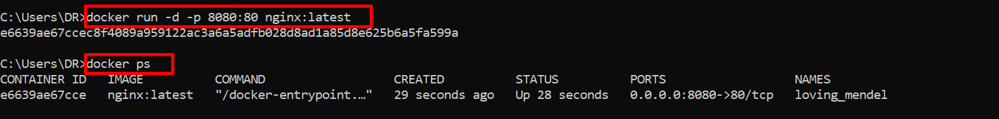 C:\Users\DR>docker run -d -p 8080:80 nginx:latest
e6639ae67ccec8f4089a959122ac3a6a5adfb028d8ad1a85d8e625b6a5fa599a
C:\Users\DR>docker ps
CONTAINER ID   IMAGE          COMMAND                  CREATED          STATUS          PORTS                  NAMES
e6639ae67cce   nginx:latest   "/docker-entrypoint.…"   29 seconds ago   Up 28 seconds   0.0.0.0:8080->80/tcp   loving_mendel